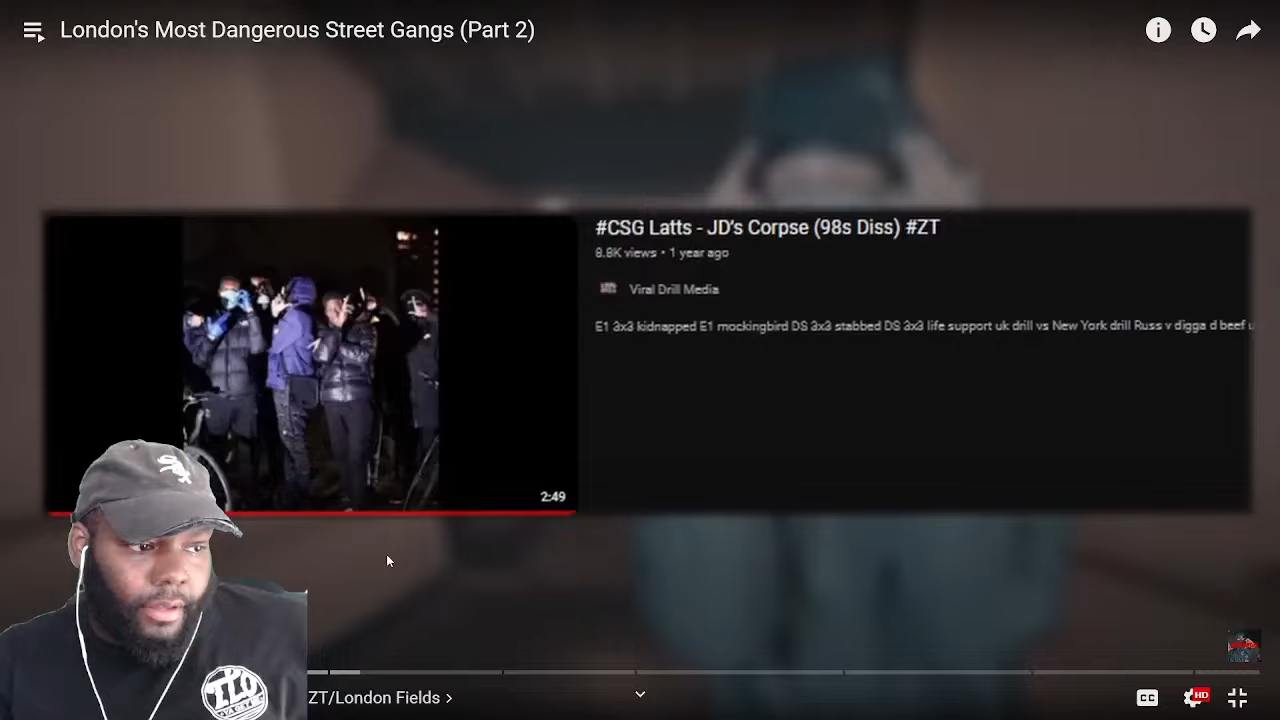 London's Most Dangerous Street Gangs (Part 2)
#CSG Latts - JD's Corpse (98s Diss) #ZT
8.8K views • 1 year ago
Viral Drill Media
E1 3x3 kidnapped E1 mockingbird DS 3x3 stabbed DS 3x3 life support uk drill vs New York drill Russ v digga d beef u
2:49
TLO
ZT/London Fields >
CC
HD